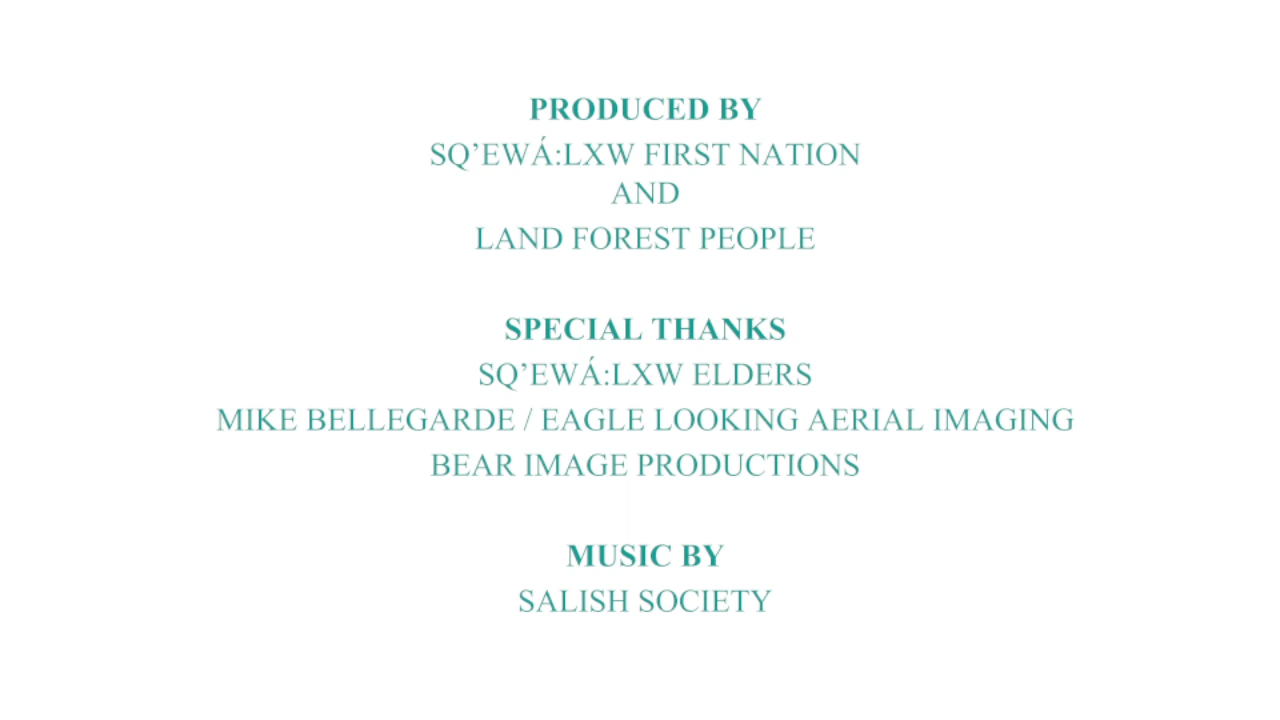 PRODUCED BY
SQ’EWÁ:LXW FIRST NATION
AND
LAND FOREST PEOPLE
SPECIAL THANKS
SQ’EWÁ:LXW ELDERS
MIKE BELLEGARDE / EAGLE LOOKING AERIAL IMAGING
BEAR IMAGE PRODUCTIONS
MUSIC BY
SALISH SOCIETY